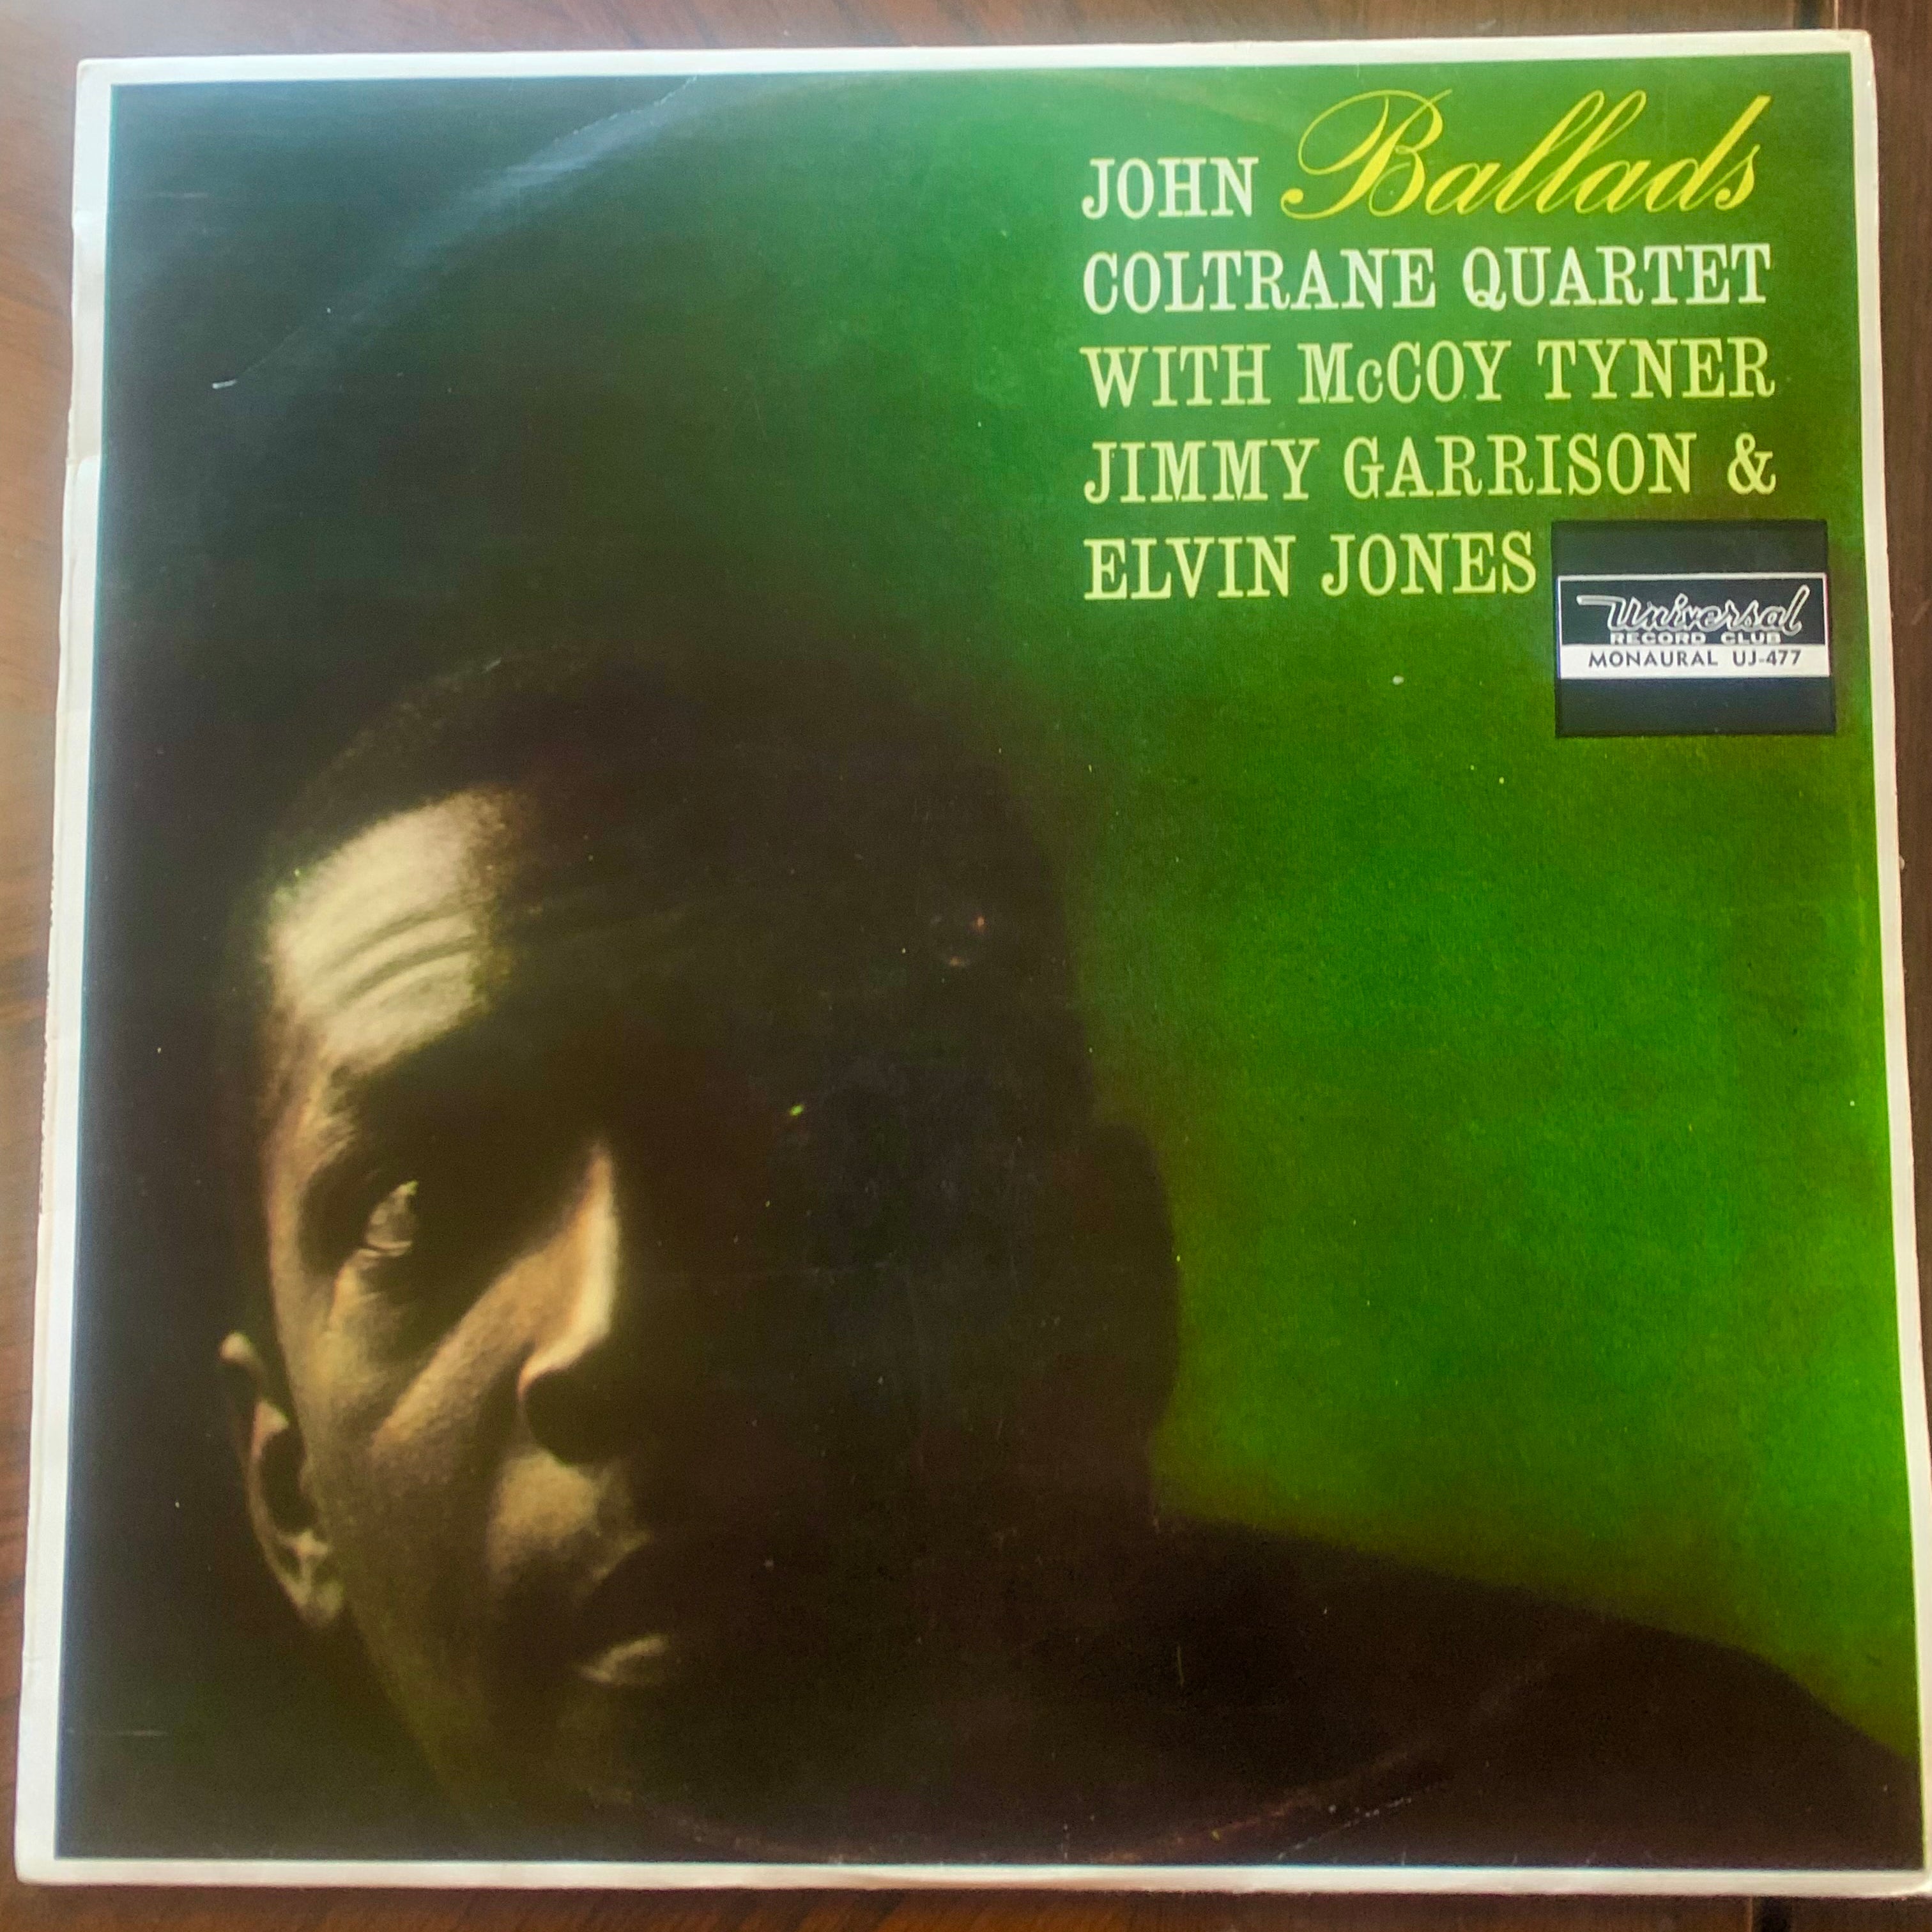 JOHN Ballads
COLTRANE QUARTET
WITH McCOY TYNER
JIMMY GARRISON &
ELVIN JONES
Universal
RECORD CLUB
MONAURAL UJ-477